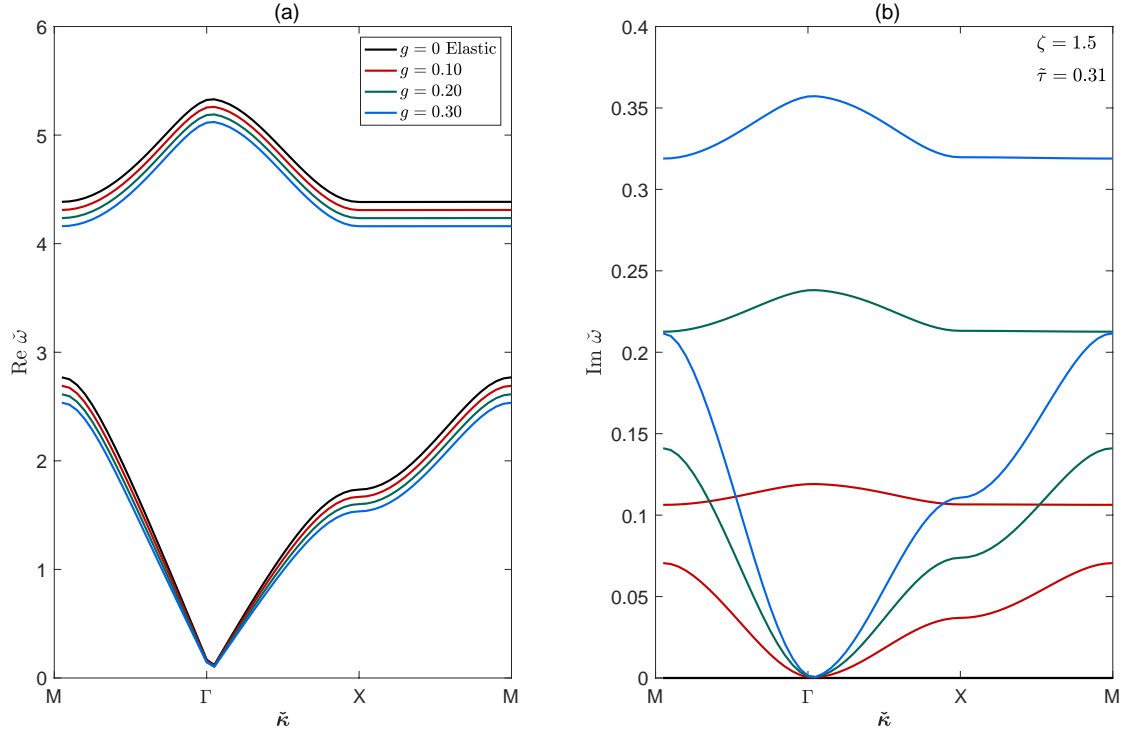 (a)
6
5
4
3
2
1
0
Re ω̌
M Γ X M
κ̌
g = 0 Elastic
g = 0.10
g = 0.20
g = 0.30
(b)
0.4
0.35
0.3
0.25
0.2
0.15
0.1
0.05
0
Im ω̌
M Γ X M
κ̌
ζ = 1.5
τ̃ = 0.31